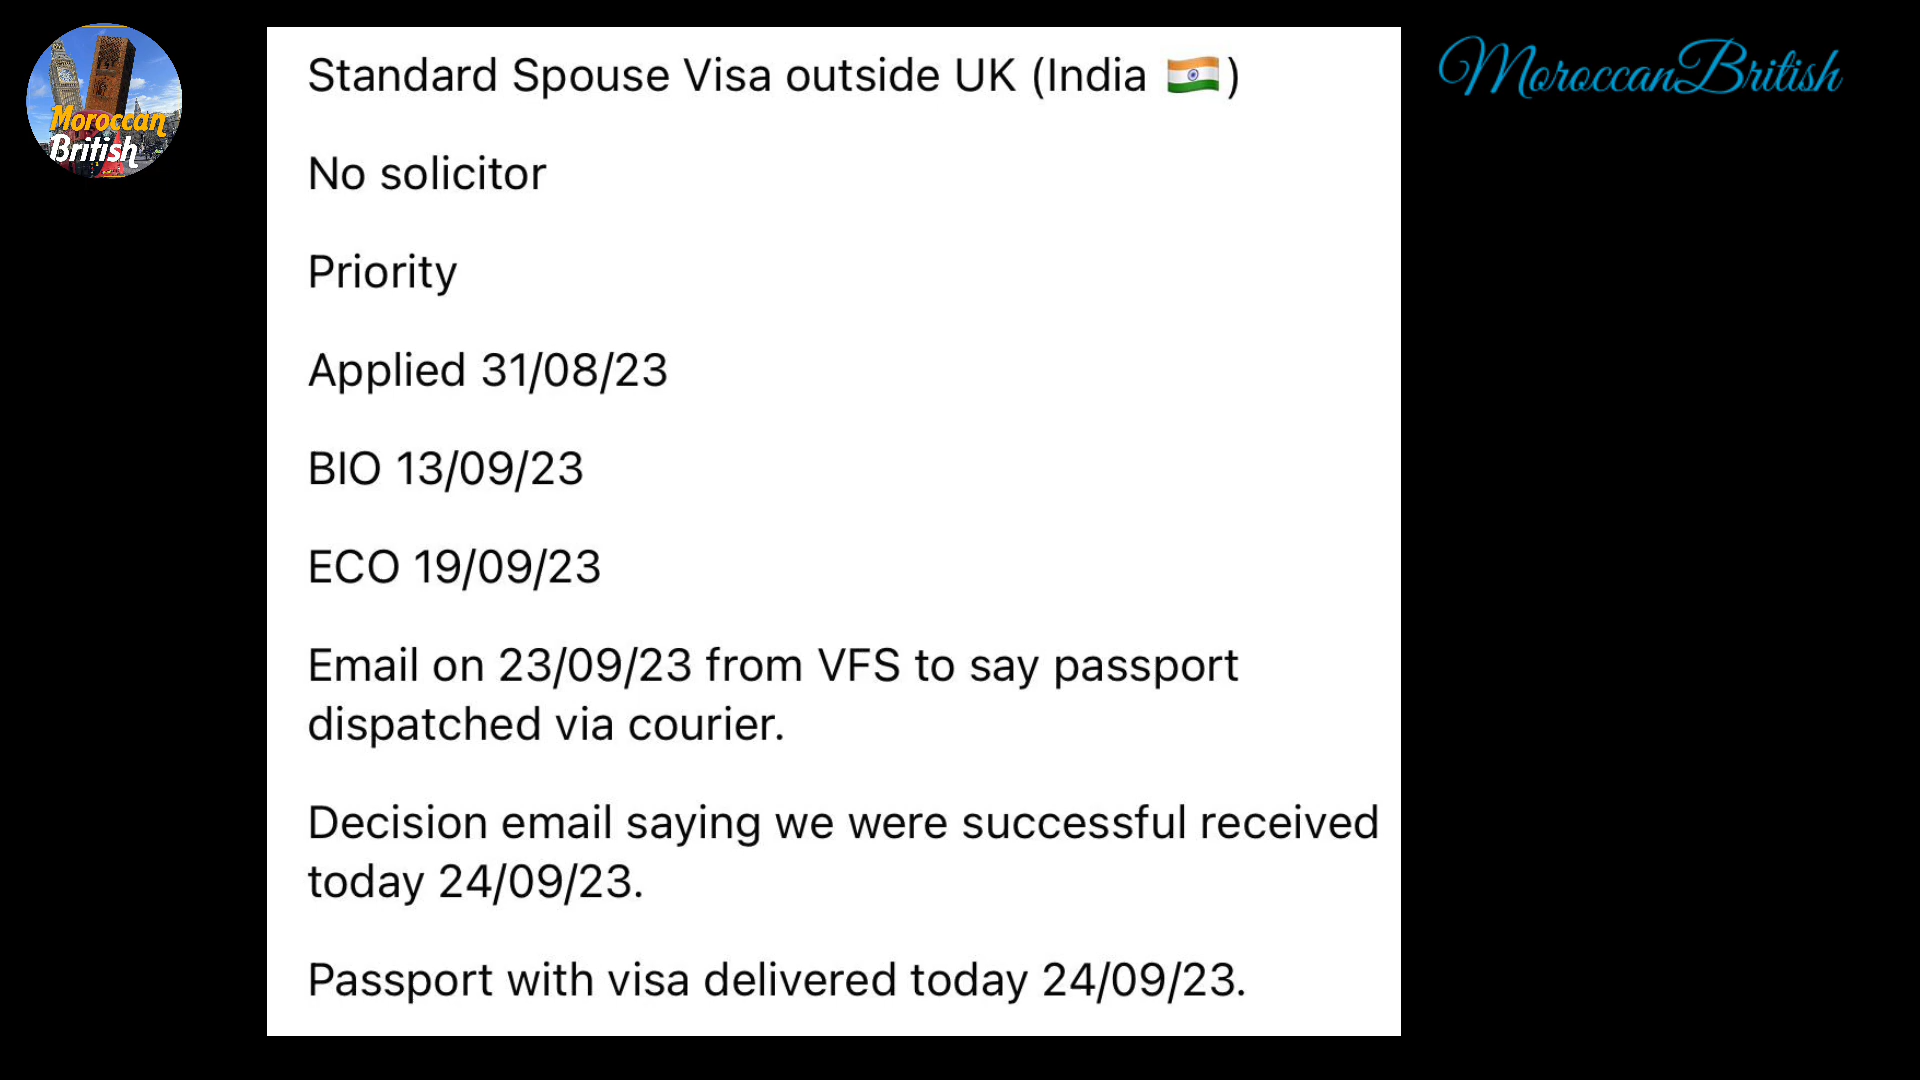 Moroccan
British
MoroccanBritish
Standard Spouse Visa outside UK (India 🇮🇳)
No solicitor
Priority
Applied 31/08/23
BIO 13/09/23
ECO 19/09/23
Email on 23/09/23 from VFS to say passport
dispatched via courier.
Decision email saying we were successful received
today 24/09/23.
Passport with visa delivered today 24/09/23.